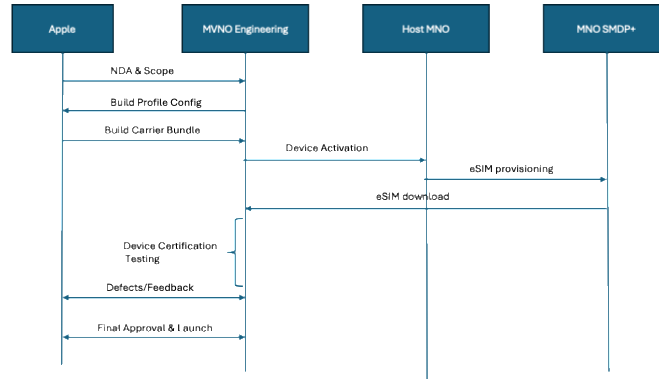 Apple
MVNO Engineering
Host MNO
MNO SMDP+
NDA & Scope
Build Profile Config
Build Carrier Bundle
Device Activation
eSIM provisioning
eSIM download
Device Certification
Testing
Defects/Feedback
Final Approval & Launch